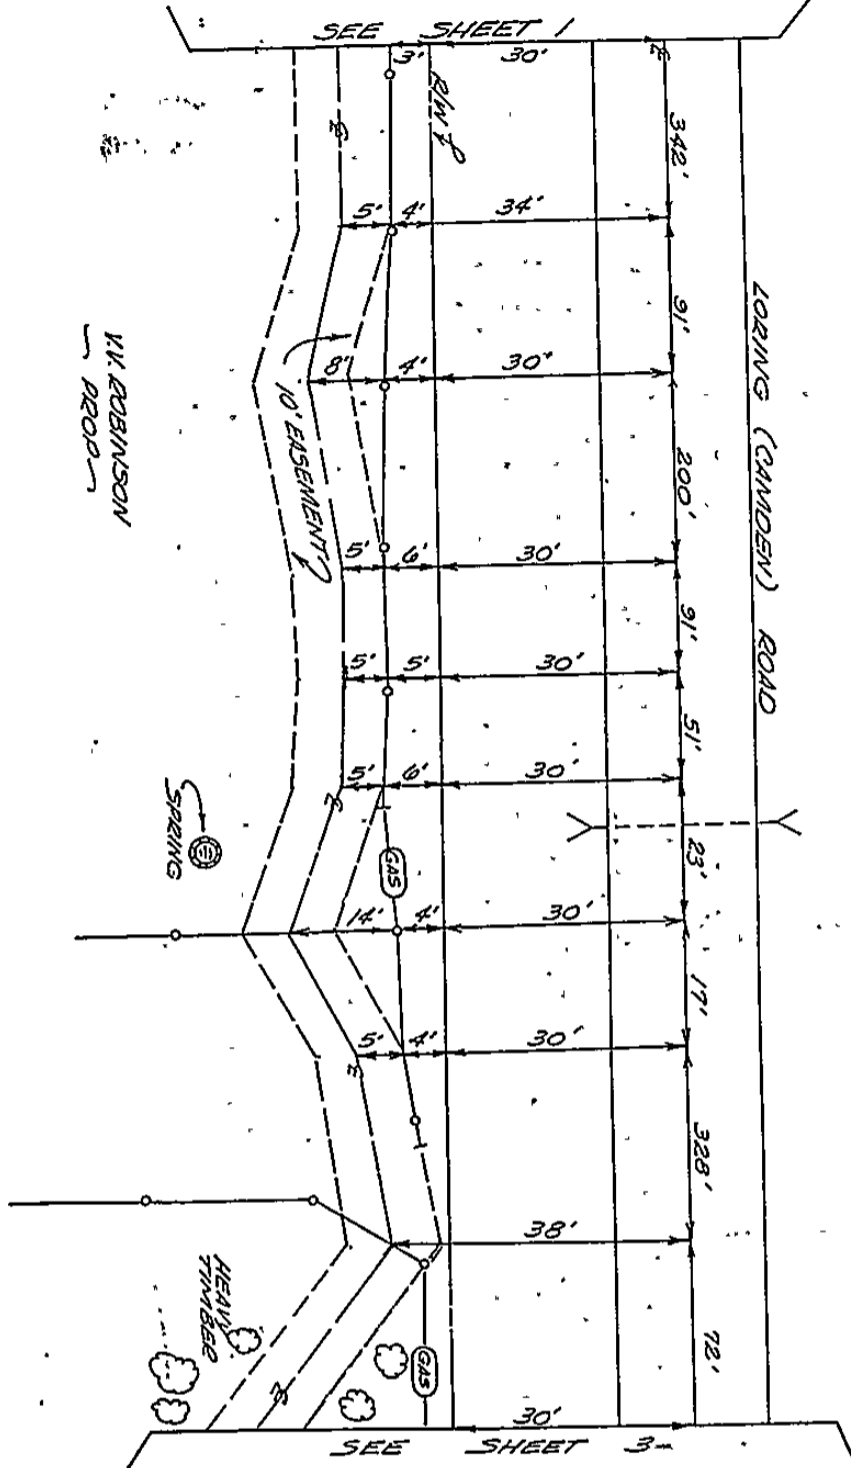 SEE SHEET 1
3' 30'
R/W
342'
5' 4' 34'
LORING (CAMDEN) ROAD
91'
8' 4' 30'
10' EASEMENT
V.V. ROBINSON
PROP
200'
5' 6' 30'
91'
5' 5' 30'
51'
5' 6' 30'
SPRING
23'
GAS
14' 4' 30'
17'
5' 4' 30'
328'
38'
HEAVY
TIMBER
72'
GAS
30'
SEE SHEET 3